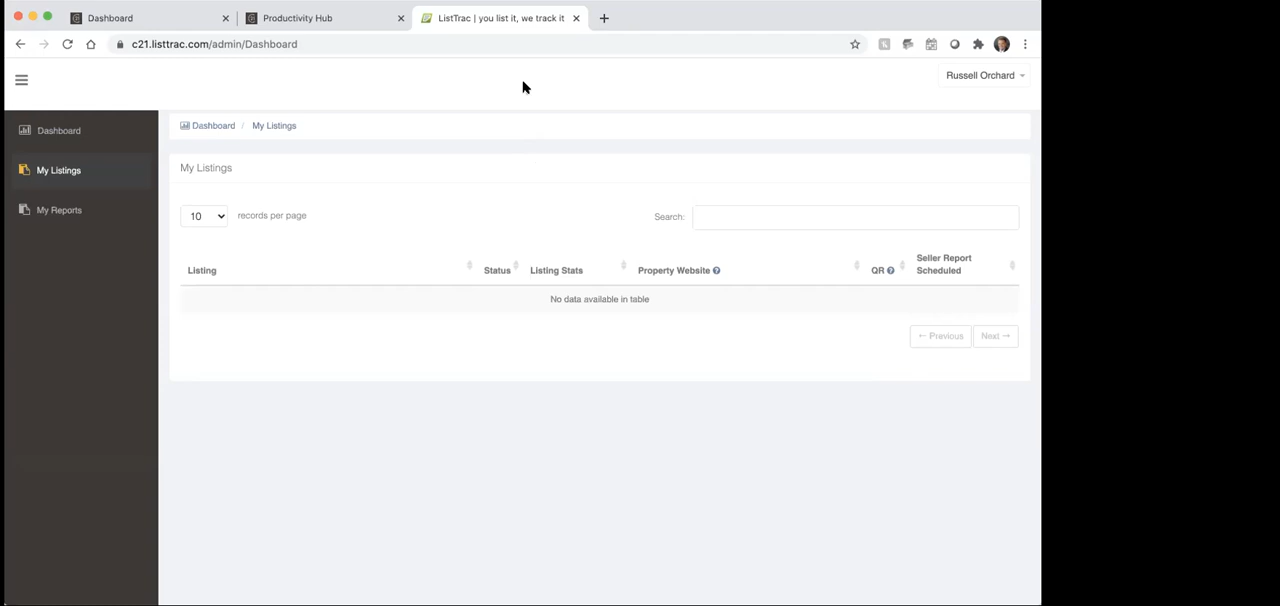 Dashboard
Productivity Hub
ListTrac | you list it, we track it
c21.listtrac.com/admin/Dashboard
Russell Orchard
Dashboard
My Listings
My Reports
Dashboard / My Listings
My Listings
10 records per page
Search:
Listing
Status
Listing Stats
Property Website
QR
Seller Report
Scheduled
No data available in table
← Previous
Next →